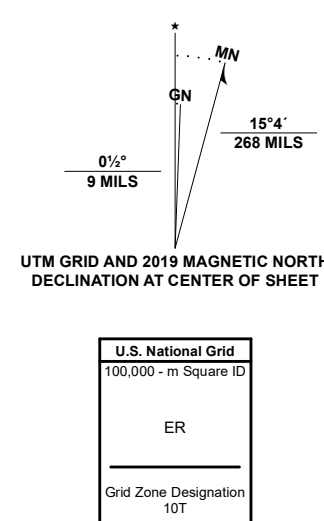 ★
MN
GN
15°4´
268 MILS
0½°
9 MILS
UTM GRID AND 2019 MAGNETIC NORTH
DECLINATION AT CENTER OF SHEET
U.S. National Grid
100,000 - m Square ID
ER
Grid Zone Designation
10T